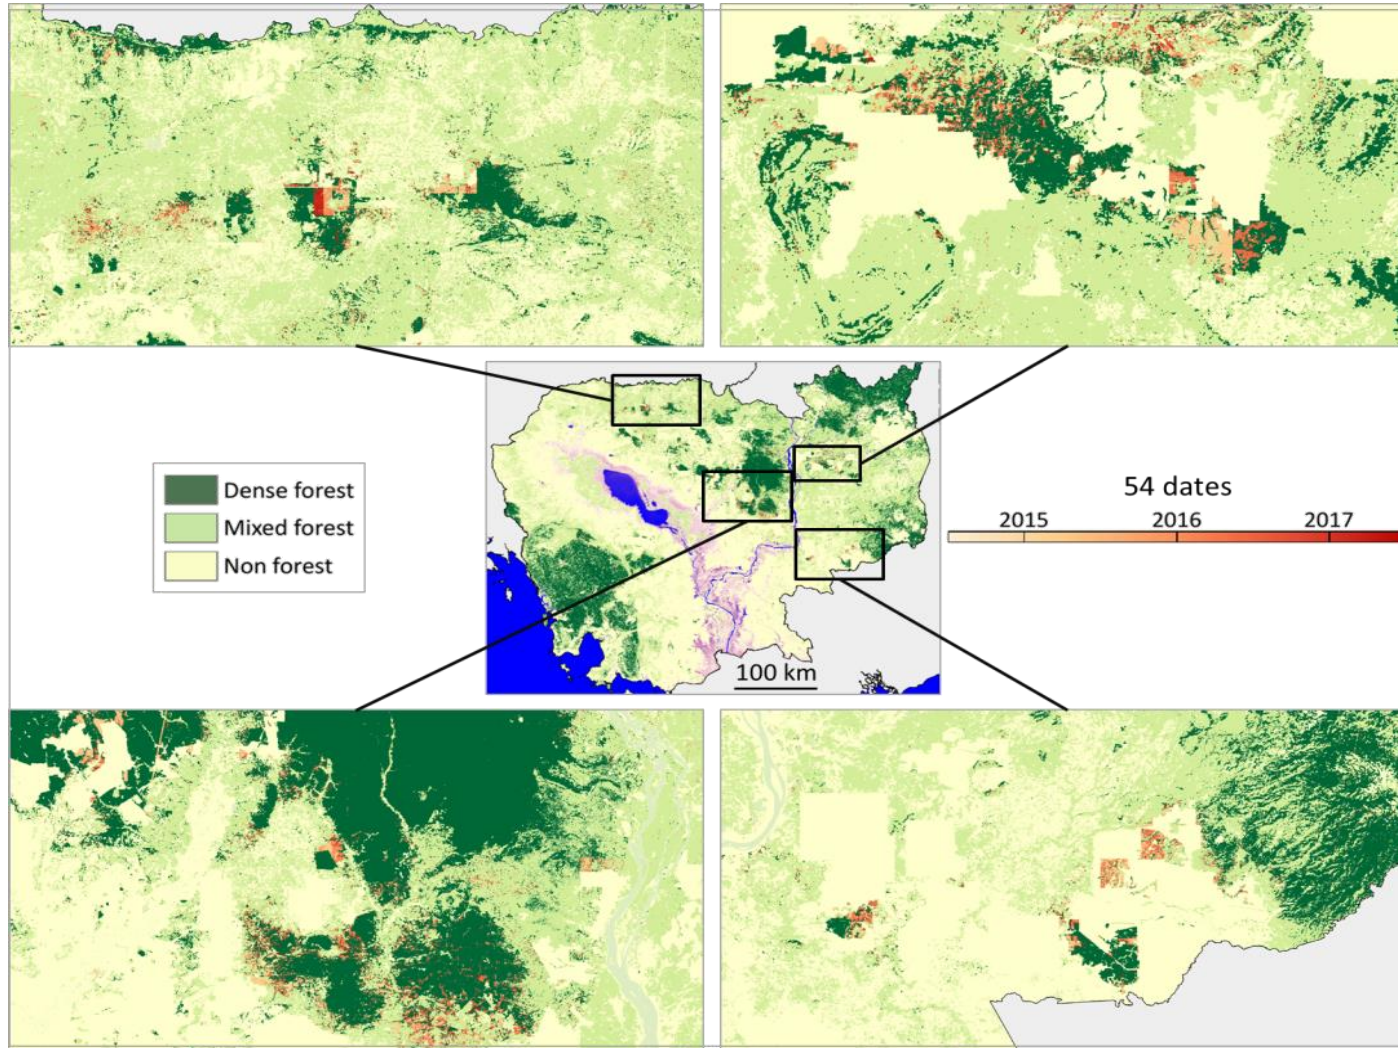 Dense forest
Mixed forest
Non forest
54 dates
2015 2016 2017
100 km